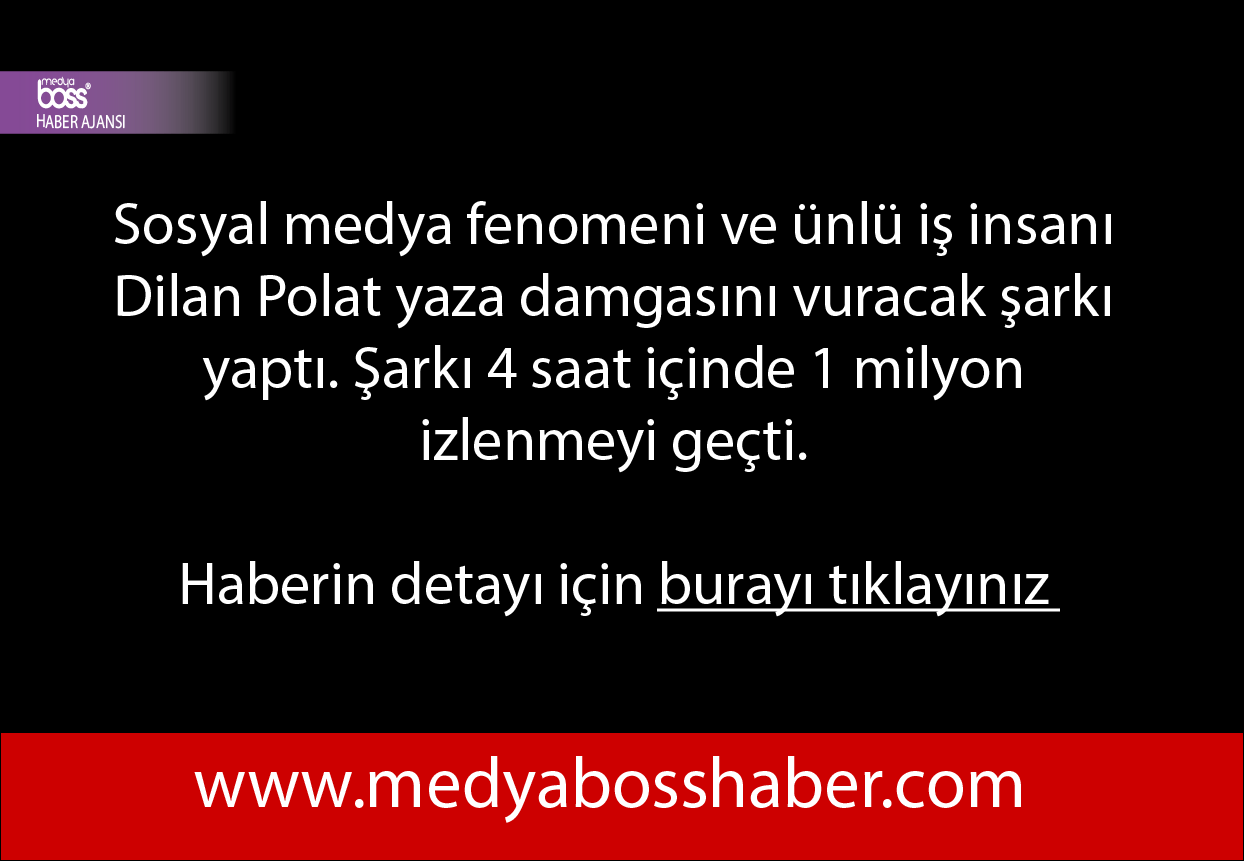 medya
boss®
HABER AJANSI
Sosyal medya fenomeni ve ünlü iş insanı
Dilan Polat yaza damgasını vuracak şarkı
yaptı. Şarkı 4 saat içinde 1 milyon
izlenmeyi geçti.
Haberin detayı için burayı tıklayınız
www.medyabosshaber.com